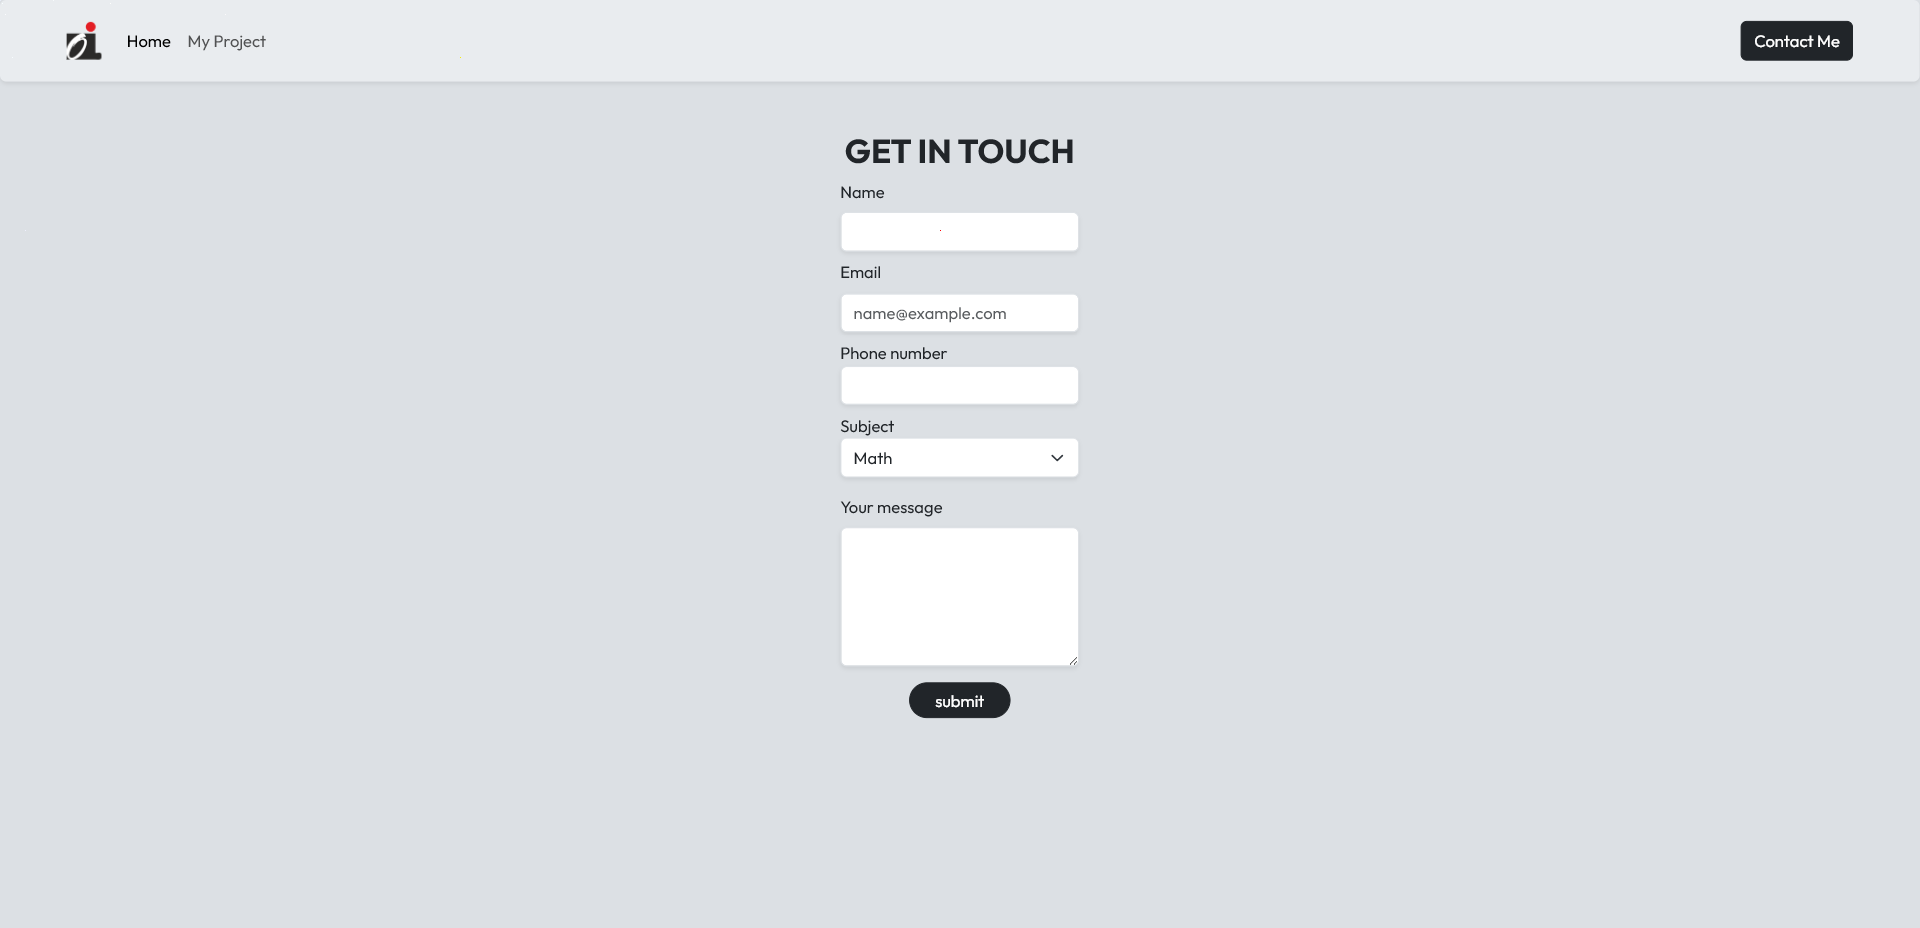 Home My Project Contact Me
GET IN TOUCH
Name
Email
name@example.com
Phone number
Subject
Math
Your message
submit